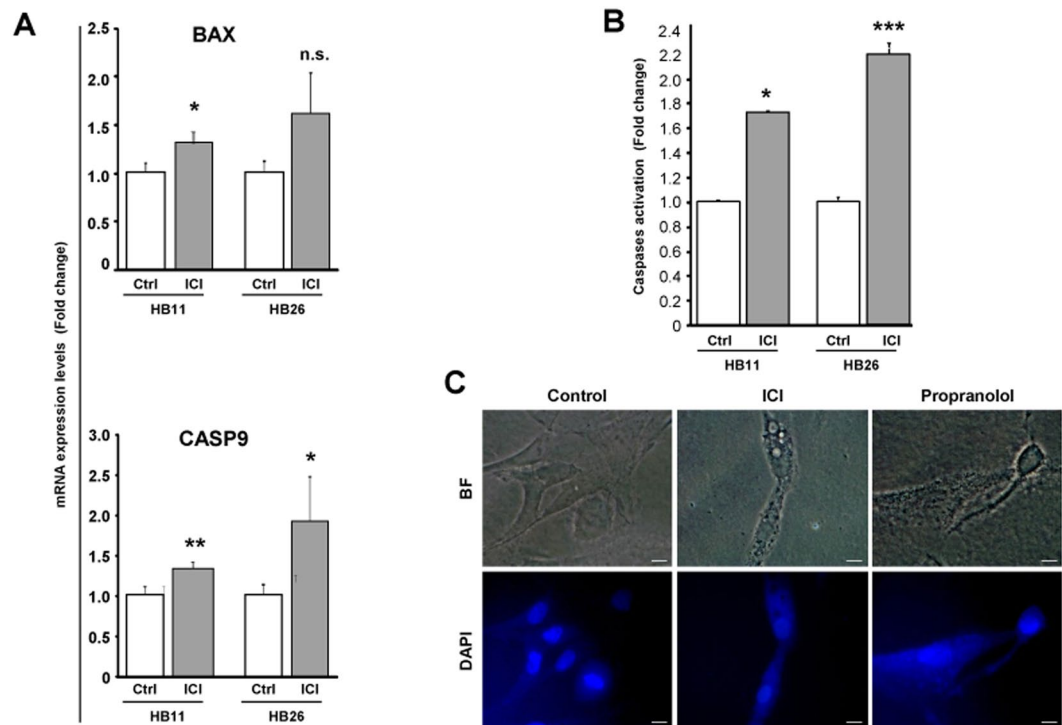 A
mRNA expression levels (Fold change)
BAX
2.5
2.0
1.5
1.0
0.5
0
*
n.s.
Ctrl ICI Ctrl ICI
HB11 HB26
CASP9
3.0
2.5
2.0
1.5
1.0
0.5
0
**
*
Ctrl ICI Ctrl ICI
HB11 HB26
B
Caspases activation (Fold change)
2.4
2.2
2.0
1.8
1.6
1.4
1.2
1.0
0.8
0.6
0.4
0.2
0
*
***
Ctrl ICI Ctrl ICI
HB11 HB26
C
Control ICI Propranolol
BF
DAPI